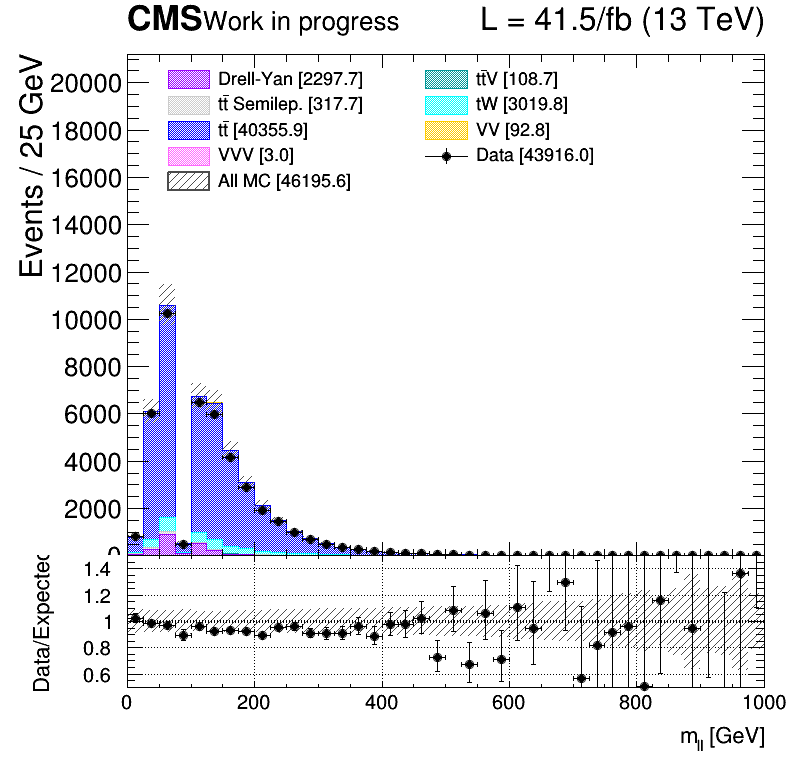 CMS Work in progress L = 41.5/fb (13 TeV)
Events / 25 GeV
20000
18000
16000
14000
12000
10000
8000
6000
4000
2000
0
Drell-Yan [2297.7]
tt̄ Semilep. [317.7]
tt̄ [40355.9]
VVV [3.0]
All MC [46195.6]
tt̄V [108.7]
tW [3019.8]
VV [92.8]
Data [43916.0]
Data/Expected
1.4
1.2
1
0.8
0.6
0 200 400 600 800 1000
m_ll [GeV]